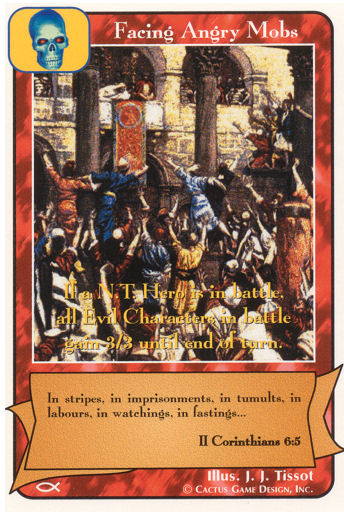 Facing Angry Mobs
If a N.T. Hero is in battle,
all Evil Characters in battle
gain 3/3 until end of turn.
In stripes, in imprisonments, in tumults, in
labours, in watchings, in fastings...
II Corinthians 6:5
Illus. J. J. Tissot
© Cactus Game Design, Inc.